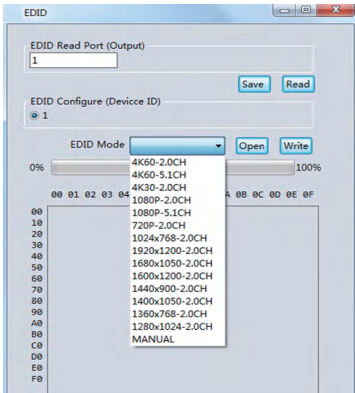 EDID
EDID Read Port (Output)
1
Save Read
EDID Configure (Devicce ID)
1
EDID Mode Open Write
0% 100%
4K60-2.0CH
4K60-5.1CH
4K30-2.0CH
1080P-2.0CH
1080P-5.1CH
720P-2.0CH
1024x768-2.0CH
1920x1200-2.0CH
1680x1050-2.0CH
1600x1200-2.0CH
1440x900-2.0CH
1400x1050-2.0CH
1360x768-2.0CH
1280x1024-2.0CH
MANUAL
00 01 02 03 04 A 0B 0C 0D 0E 0F
00
10
20
30
40
50
60
70
80
90
A0
B0
C0
D0
E0
F0